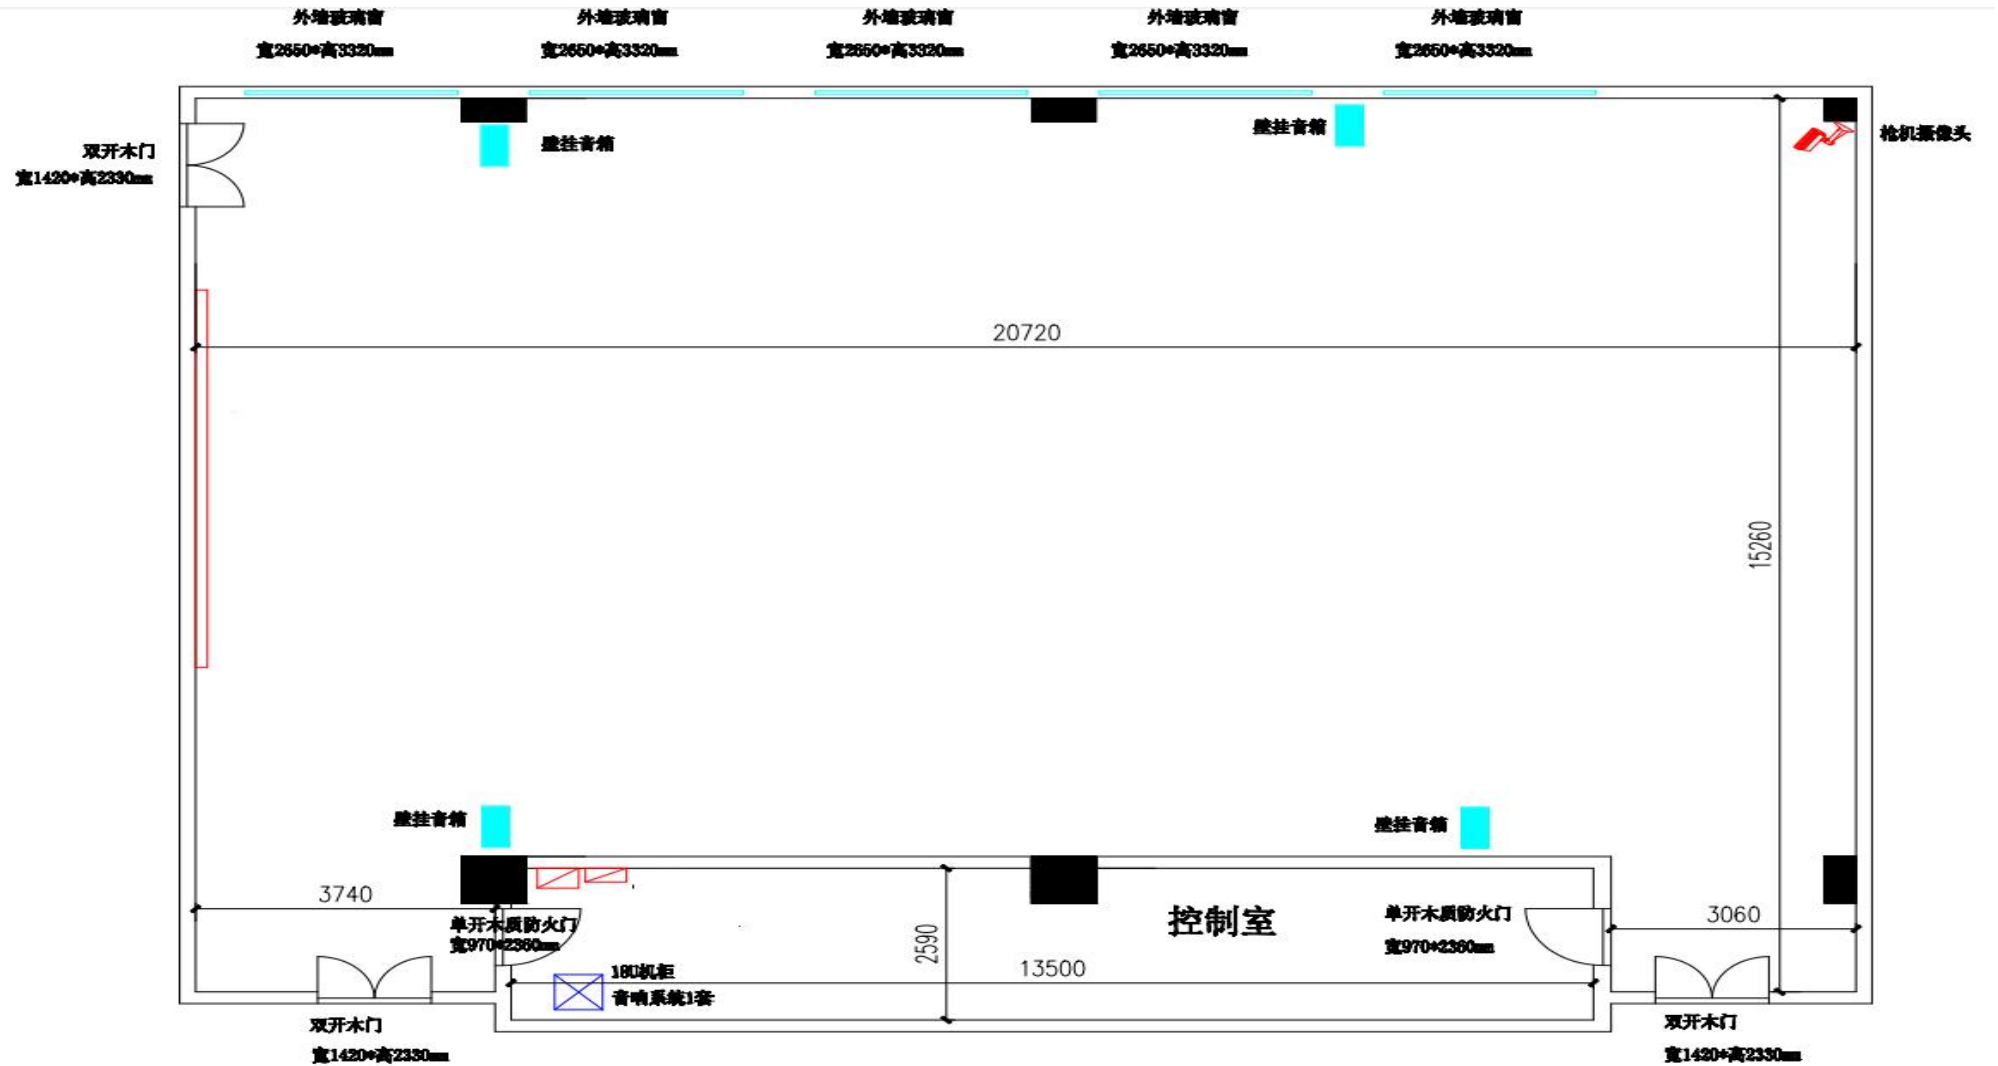 外墙玻璃窗
宽2650*高3320mm
外墙玻璃窗
宽2650*高3320mm
外墙玻璃窗
宽2650*高3320mm
外墙玻璃窗
宽2650*高3320mm
外墙玻璃窗
宽2650*高3320mm
双开木门
宽1420*高2330mm
壁挂音箱
壁挂音箱
枪机摄像头
20720
15260
壁挂音箱
壁挂音箱
3740
单开木质防火门
宽970*2360mm
2590
控制室
13500
单开木质防火门
宽970*2360mm
3060
18U机柜
音响系统1套
双开木门
宽1420*高2330mm
双开木门
宽1420*高2330mm